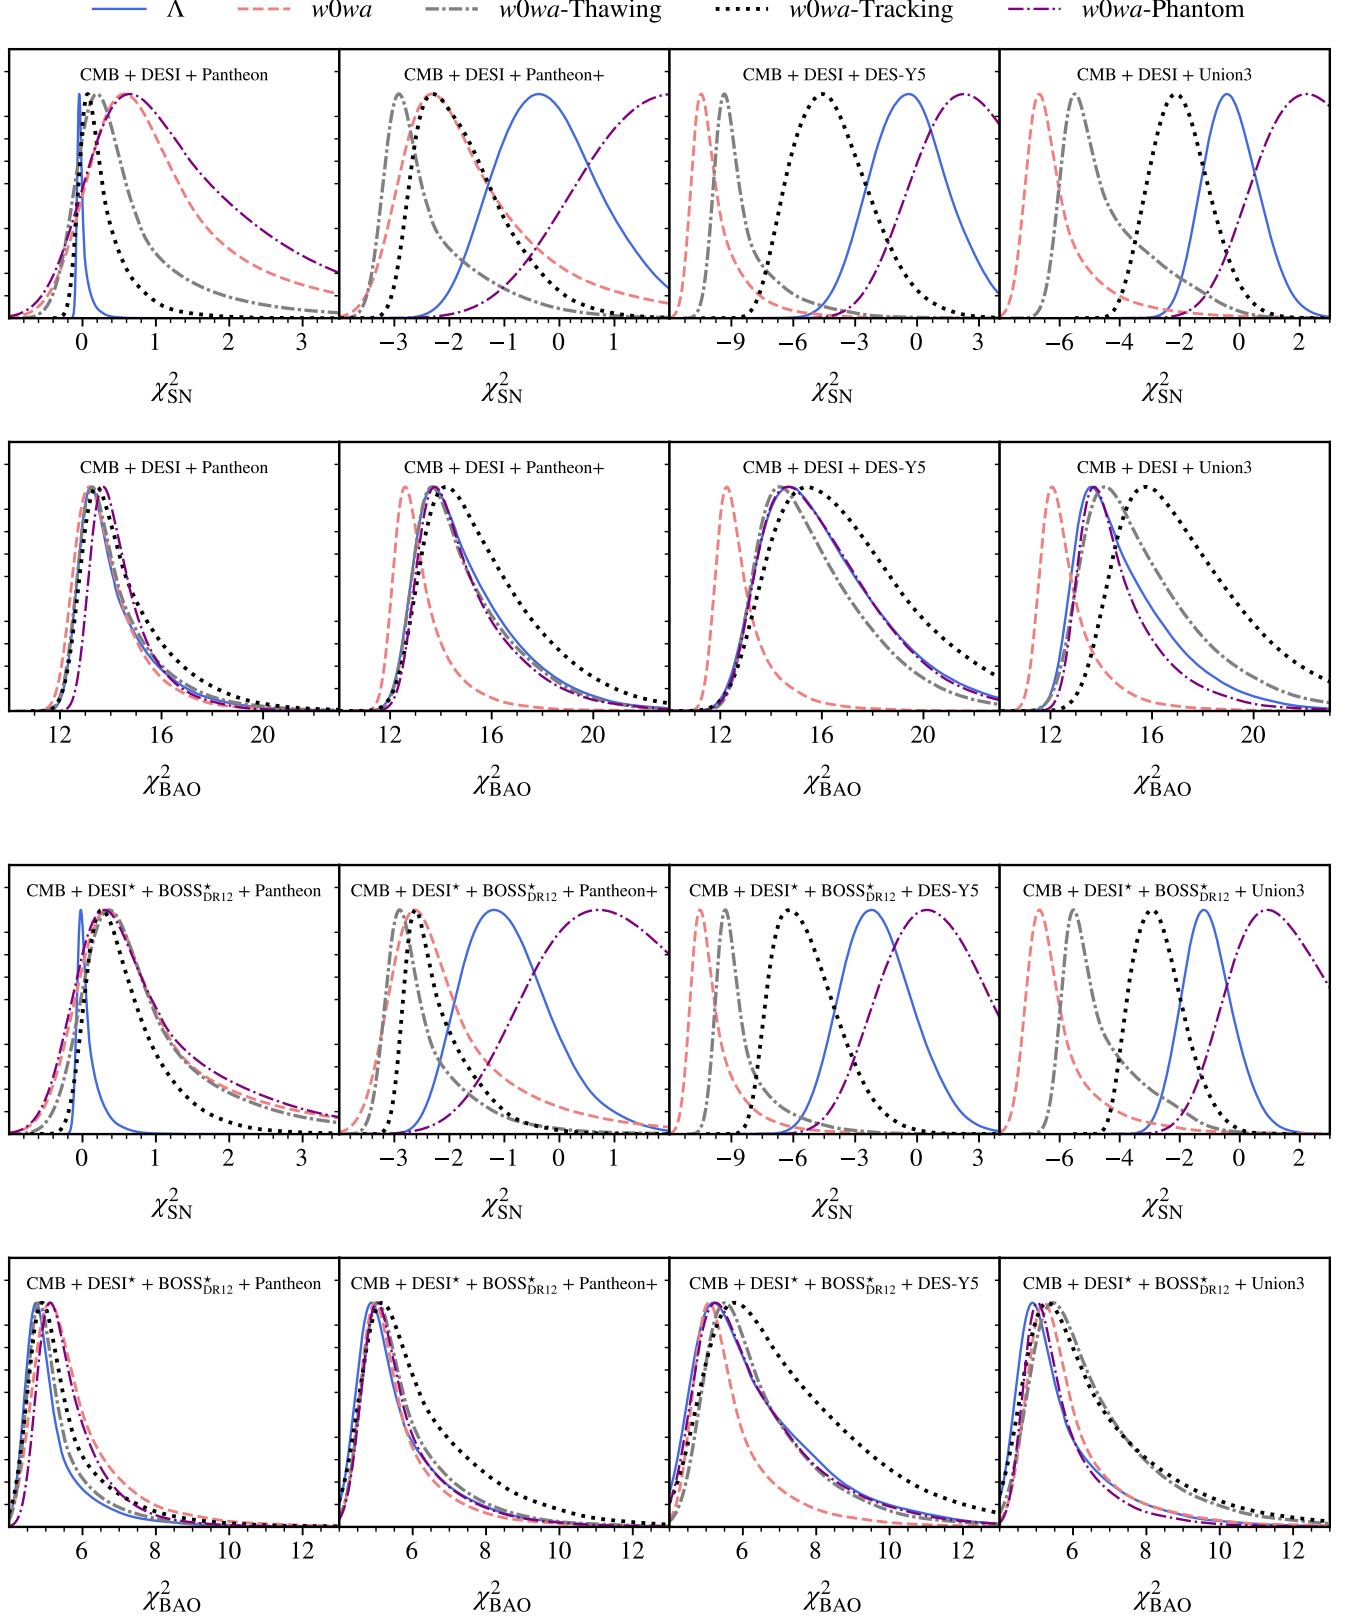 Λ w0wa w0wa-Thawing w0wa-Tracking w0wa-Phantom
CMB + DESI + Pantheon CMB + DESI + Pantheon+ CMB + DESI + DES-Y5 CMB + DESI + Union3
0 1 2 3 −3 −2 −1 0 1 −9 −6 −3 0 3 −6 −4 −2 0 2
χ²SN χ²SN χ²SN χ²SN
CMB + DESI + Pantheon CMB + DESI + Pantheon+ CMB + DESI + DES-Y5 CMB + DESI + Union3
12 16 20 12 16 20 12 16 20 12 16 20
χ²BAO χ²BAO χ²BAO χ²BAO
CMB + DESI★ + BOSS★DR12 + Pantheon CMB + DESI★ + BOSS★DR12 + Pantheon+ CMB + DESI★ + BOSS★DR12 + DES-Y5 CMB + DESI★ + BOSS★DR12 + Union3
0 1 2 3 −3 −2 −1 0 1 −9 −6 −3 0 3 −6 −4 −2 0 2
χ²SN χ²SN χ²SN χ²SN
CMB + DESI★ + BOSS★DR12 + Pantheon CMB + DESI★ + BOSS★DR12 + Pantheon+ CMB + DESI★ + BOSS★DR12 + DES-Y5 CMB + DESI★ + BOSS★DR12 + Union3
6 8 10 12 6 8 10 12 6 8 10 12 6 8 10 12
χ²BAO χ²BAO χ²BAO χ²BAO